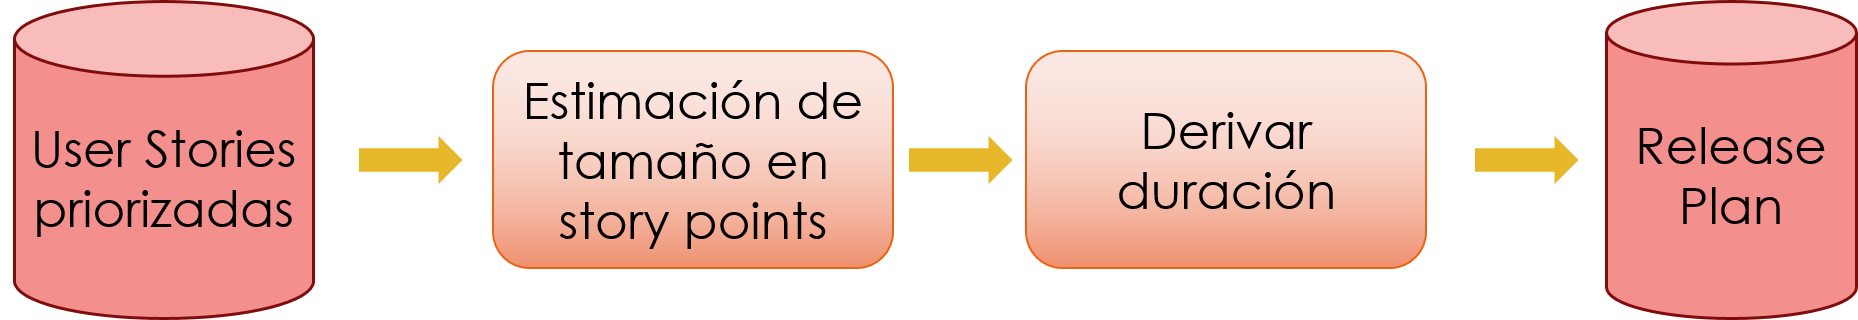 User Stories
priorizadas
Estimación de
tamaño en
story points
Derivar
duración
Release
Plan